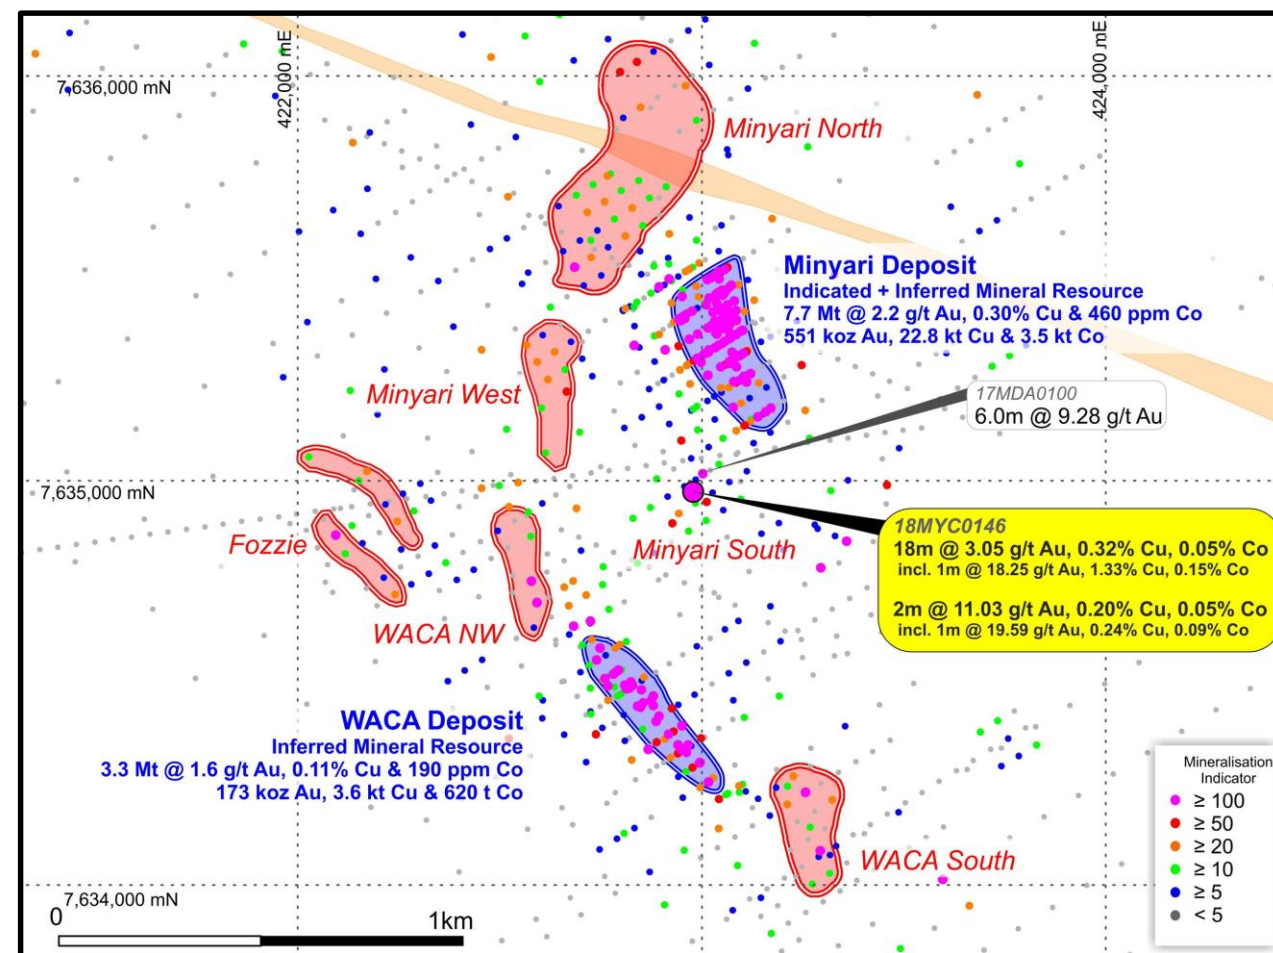 422,000 mE
424,000 mE
7,636,000 mN
Minyari North
Minyari Deposit
Indicated + Inferred Mineral Resource
7.7 Mt @ 2.2 g/t Au, 0.30% Cu & 460 ppm Co
551 koz Au, 22.8 kt Cu & 3.5 kt Co
Minyari West
17MDA0100
6.0m @ 9.28 g/t Au
7,635,000 mN
18MYC0146
18m @ 3.05 g/t Au, 0.32% Cu, 0.05% Co
incl. 1m @ 18.25 g/t Au, 1.33% Cu, 0.15% Co
2m @ 11.03 g/t Au, 0.20% Cu, 0.05% Co
incl. 1m @ 19.59 g/t Au, 0.24% Cu, 0.09% Co
Fozzie
Minyari South
WACA NW
WACA Deposit
Inferred Mineral Resource
3.3 Mt @ 1.6 g/t Au, 0.11% Cu & 190 ppm Co
173 koz Au, 3.6 kt Cu & 620 t Co
WACA South
Mineralisation
Indicator
≥ 100
≥ 50
≥ 20
≥ 10
≥ 5
< 5
7,634,000 mN
0 1km